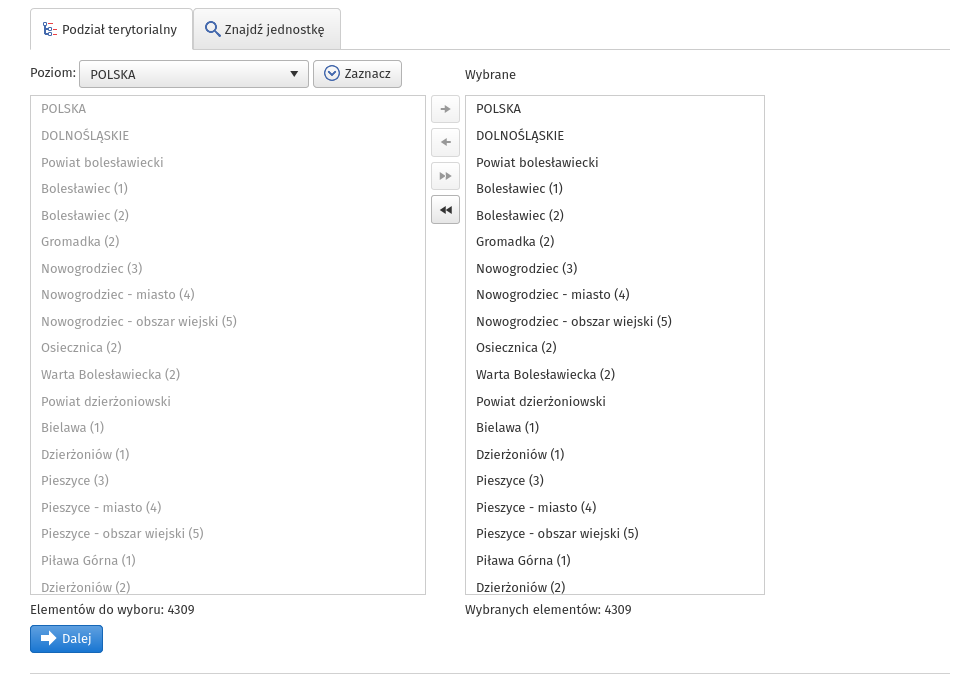 Podział terytorialny
Znajdź jednostkę
Poziom: POLSKA Zaznacz
Wybrane
POLSKA
DOLNOŚLĄSKIE
Powiat bolesławiecki
Bolesławiec (1)
Bolesławiec (2)
Gromadka (2)
Nowogrodziec (3)
Nowogrodziec - miasto (4)
Nowogrodziec - obszar wiejski (5)
Osiecznica (2)
Warta Bolesławiecka (2)
Powiat dzierżoniowski
Bielawa (1)
Dzierżoniów (1)
Pieszyce (3)
Pieszyce - miasto (4)
Pieszyce - obszar wiejski (5)
Piława Górna (1)
Dzierżoniów (2)
Elementów do wyboru: 4309
POLSKA
DOLNOŚLĄSKIE
Powiat bolesławiecki
Bolesławiec (1)
Bolesławiec (2)
Gromadka (2)
Nowogrodziec (3)
Nowogrodziec - miasto (4)
Nowogrodziec - obszar wiejski (5)
Osiecznica (2)
Warta Bolesławiecka (2)
Powiat dzierżoniowski
Bielawa (1)
Dzierżoniów (1)
Pieszyce (3)
Pieszyce - miasto (4)
Pieszyce - obszar wiejski (5)
Piława Górna (1)
Dzierżoniów (2)
Wybranych elementów: 4309
Dalej